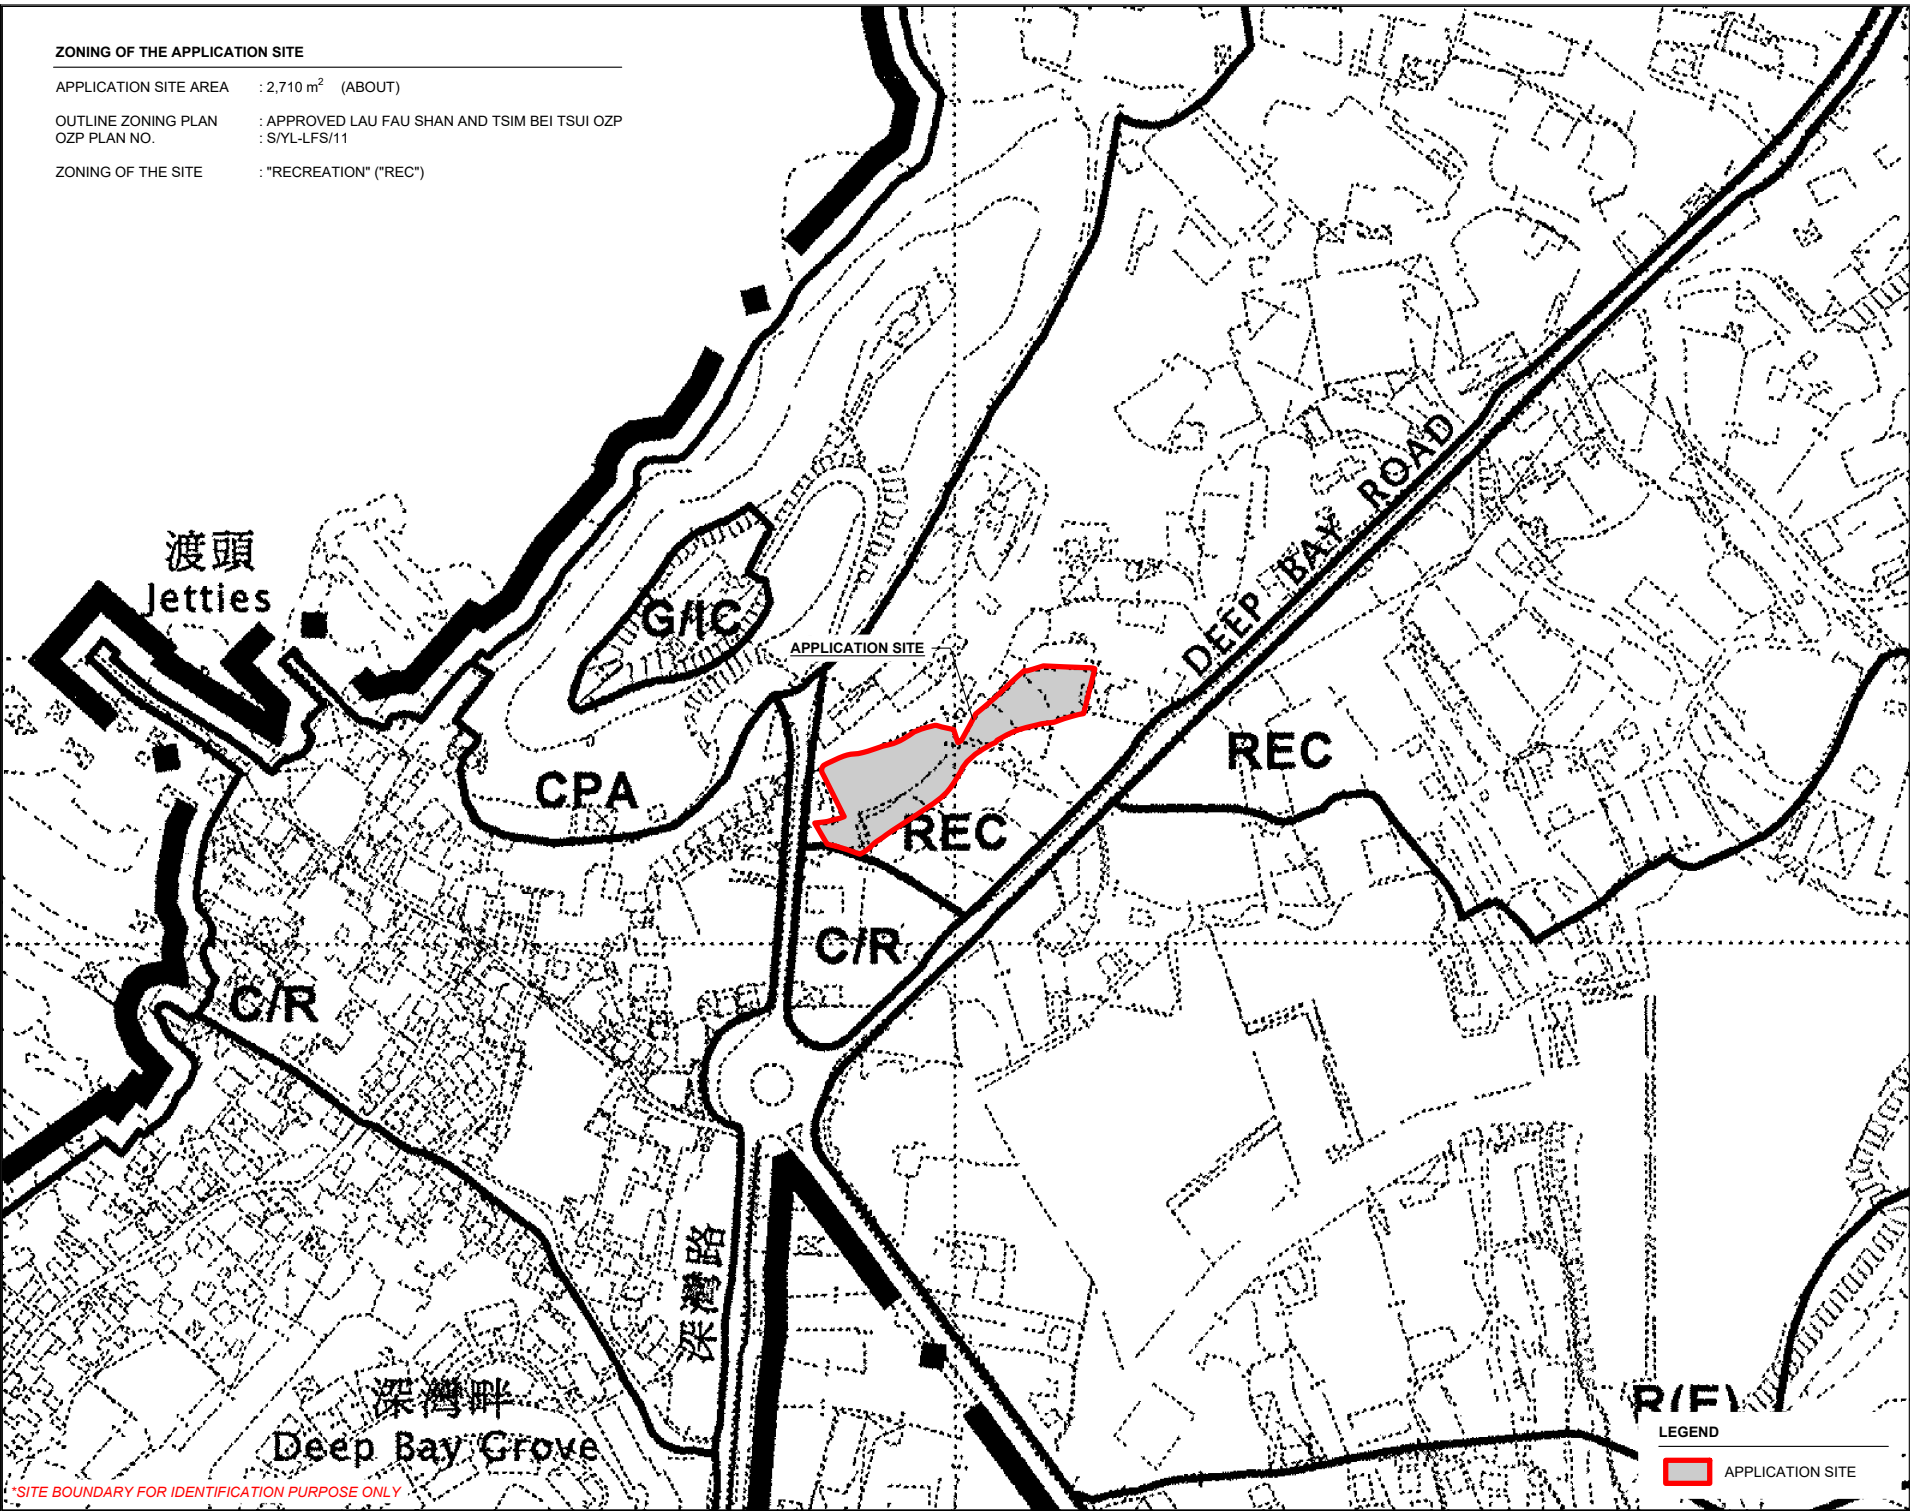 ZONING OF THE APPLICATION SITE
APPLICATION SITE AREA : 2,710 m² (ABOUT)
OUTLINE ZONING PLAN : APPROVED LAU FAU SHAN AND TSIM BEI TSUI OZP
OZP PLAN NO. : S/YL-LFS/11
ZONING OF THE SITE : "RECREATION" ("REC")
渡頭
Jetties
G/IC
APPLICATION SITE
DEEP BAY ROAD
CPA
REC
REC
C/R
C/R
深灣路
深灣畔
Deep Bay Grove
R(E)
LEGEND
APPLICATION SITE
*SITE BOUNDARY FOR IDENTIFICATION PURPOSE ONLY